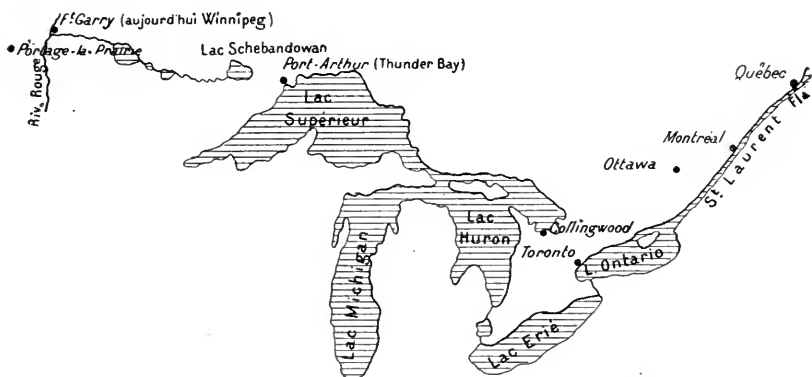 Ft Garry (aujourd'hui Winnipeg)
Portage-la-Prairie
Lac Schebandowan
Riv. Rouge
Port-Arthur (Thunder Bay)
Lac
Supérieur
Québec
Montréal
Ottawa
St Laurent Fl.
Lac
Huron
Collingwood
Toronto
L. Ontario
Lac Michigan
Lac Erié